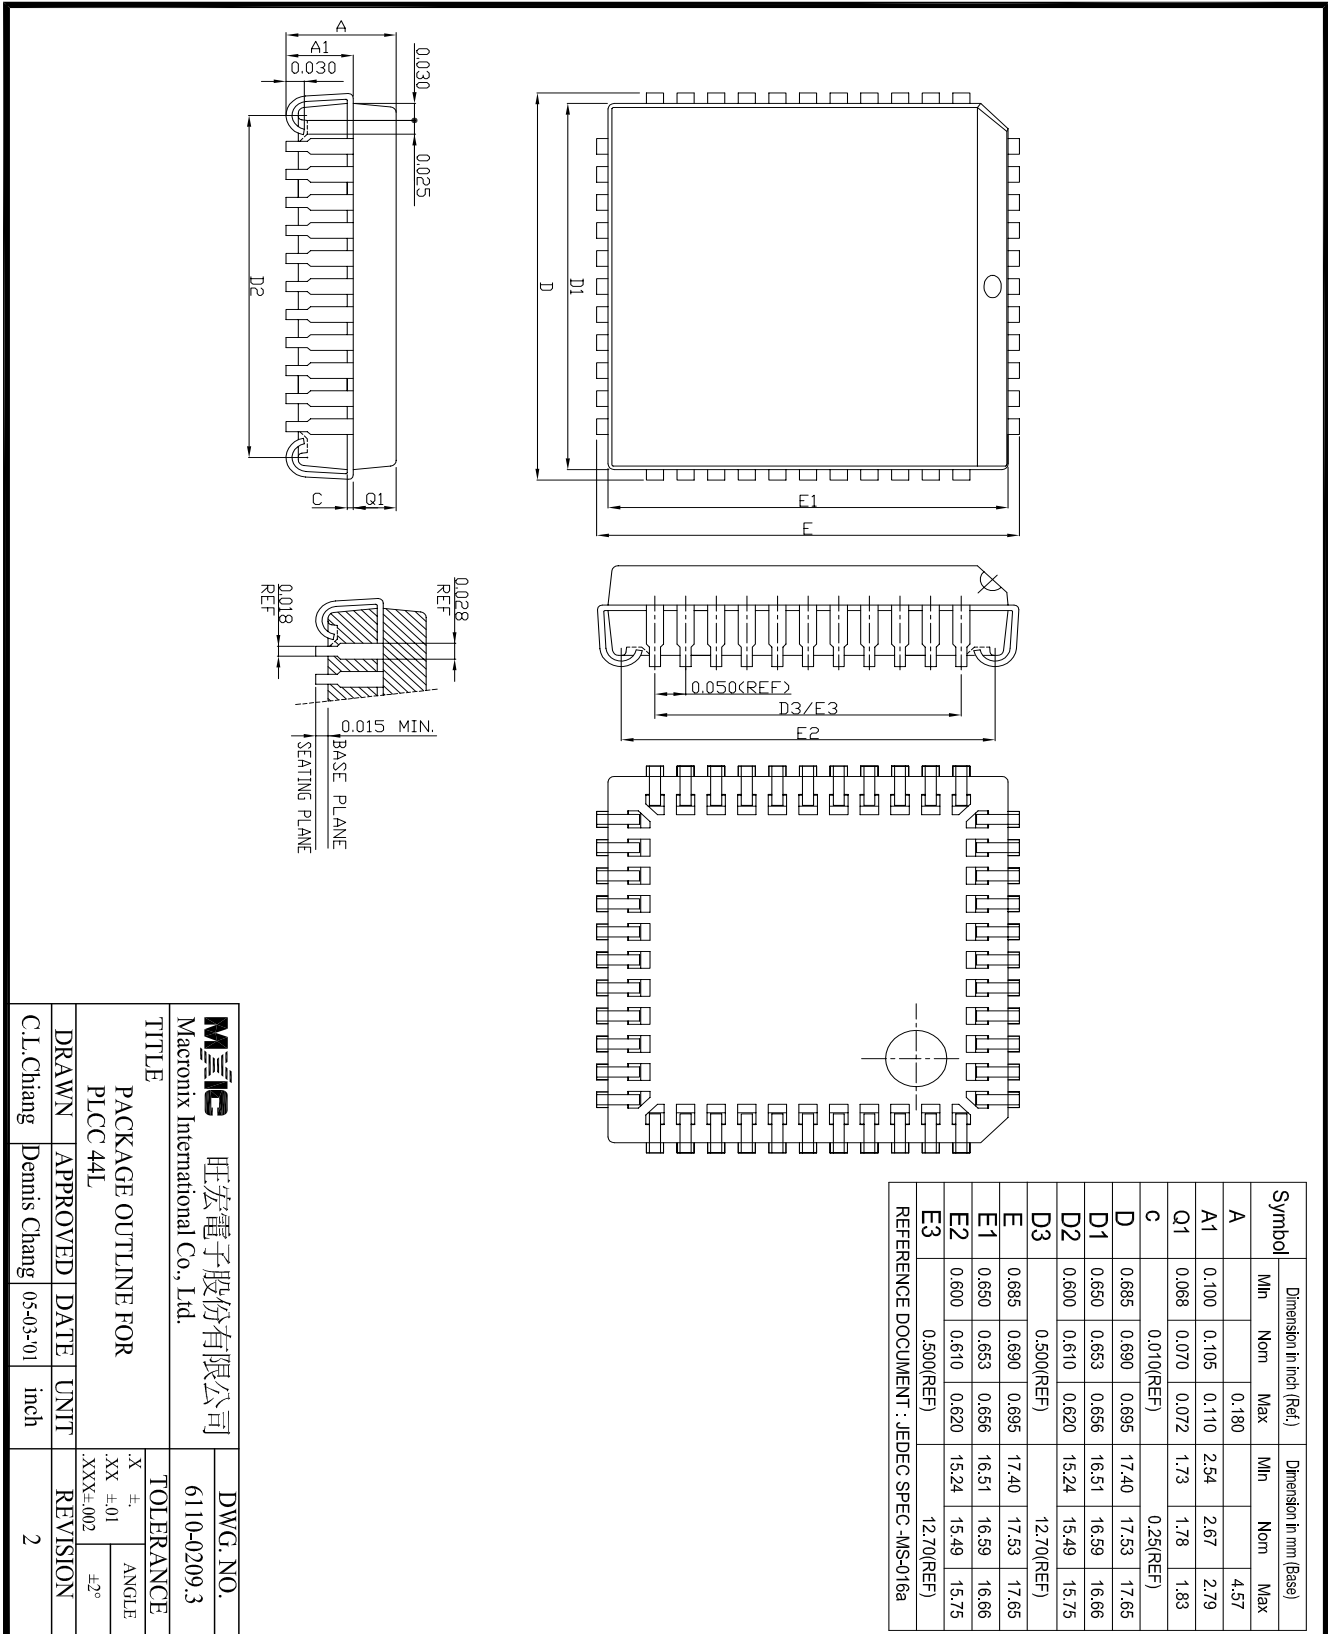 A
A1
0.030
0.030
0.025
D2
C
Q1
D
D1
E1
E
0.050(REF)
D3/E3
E2
0.028
REF
0.018
REF
0.015 MIN.
BASE PLANE
SEATING PLANE
Symbol Dimension in inch (Ref.) Dimension in mm (Base)
Min Nom Max Min Nom Max
A 0.180 4.57
A1 0.100 0.105 0.110 2.54 2.67 2.79
Q1 0.068 0.070 0.072 1.73 1.78 1.83
C 0.010(REF) 0.25(REF)
D 0.685 0.690 0.695 17.40 17.53 17.65
D1 0.650 0.653 0.656 16.51 16.59 16.66
D2 0.600 0.610 0.620 15.24 15.49 15.75
D3 0.500(REF) 12.70(REF)
E 0.685 0.690 0.695 17.40 17.53 17.65
E1 0.650 0.653 0.656 16.51 16.59 16.66
E2 0.600 0.610 0.620 15.24 15.49 15.75
E3 0.500(REF) 12.70(REF)
REFERENCE DOCUMENT : JEDEC SPEC -MS-016a
MXIC 旺宏電子股份有限公司
Macronix International Co., Ltd.
DWG. NO.
6110-0209.3
TITLE
PACKAGE OUTLINE FOR
PLCC 44L
TOLERANCE
.X ±.
.XX ±.01
.XXX±.002
ANGLE
±2°
DRAWN APPROVED DATE UNIT REVISION
C.L.Chiang Dennis Chang 05-03-'01 inch 2